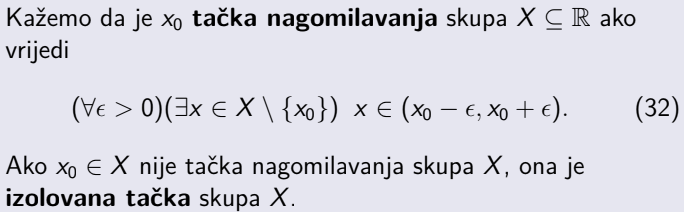 Kažemo da je x₀ tačka nagomilavanja skupa X ⊆ ℝ ako
vrijedi
(∀ϵ > 0)(∃x ∈ X \ {x₀}) x ∈ (x₀ − ϵ, x₀ + ϵ). (32)
Ako x₀ ∈ X nije tačka nagomilavanja skupa X, ona je
izolovana tačka skupa X.